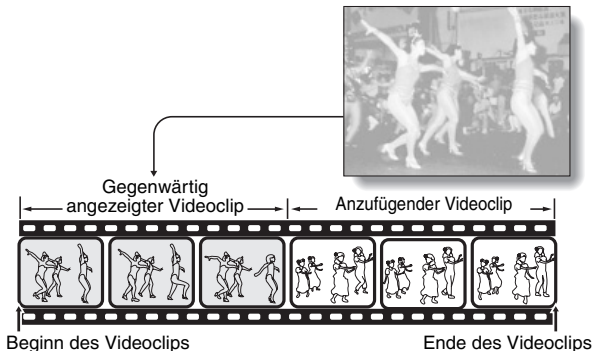 Gegenwärtig
angezeigter Videoclip
Anzufügender Videoclip
Beginn des Videoclips
Ende des Videoclips